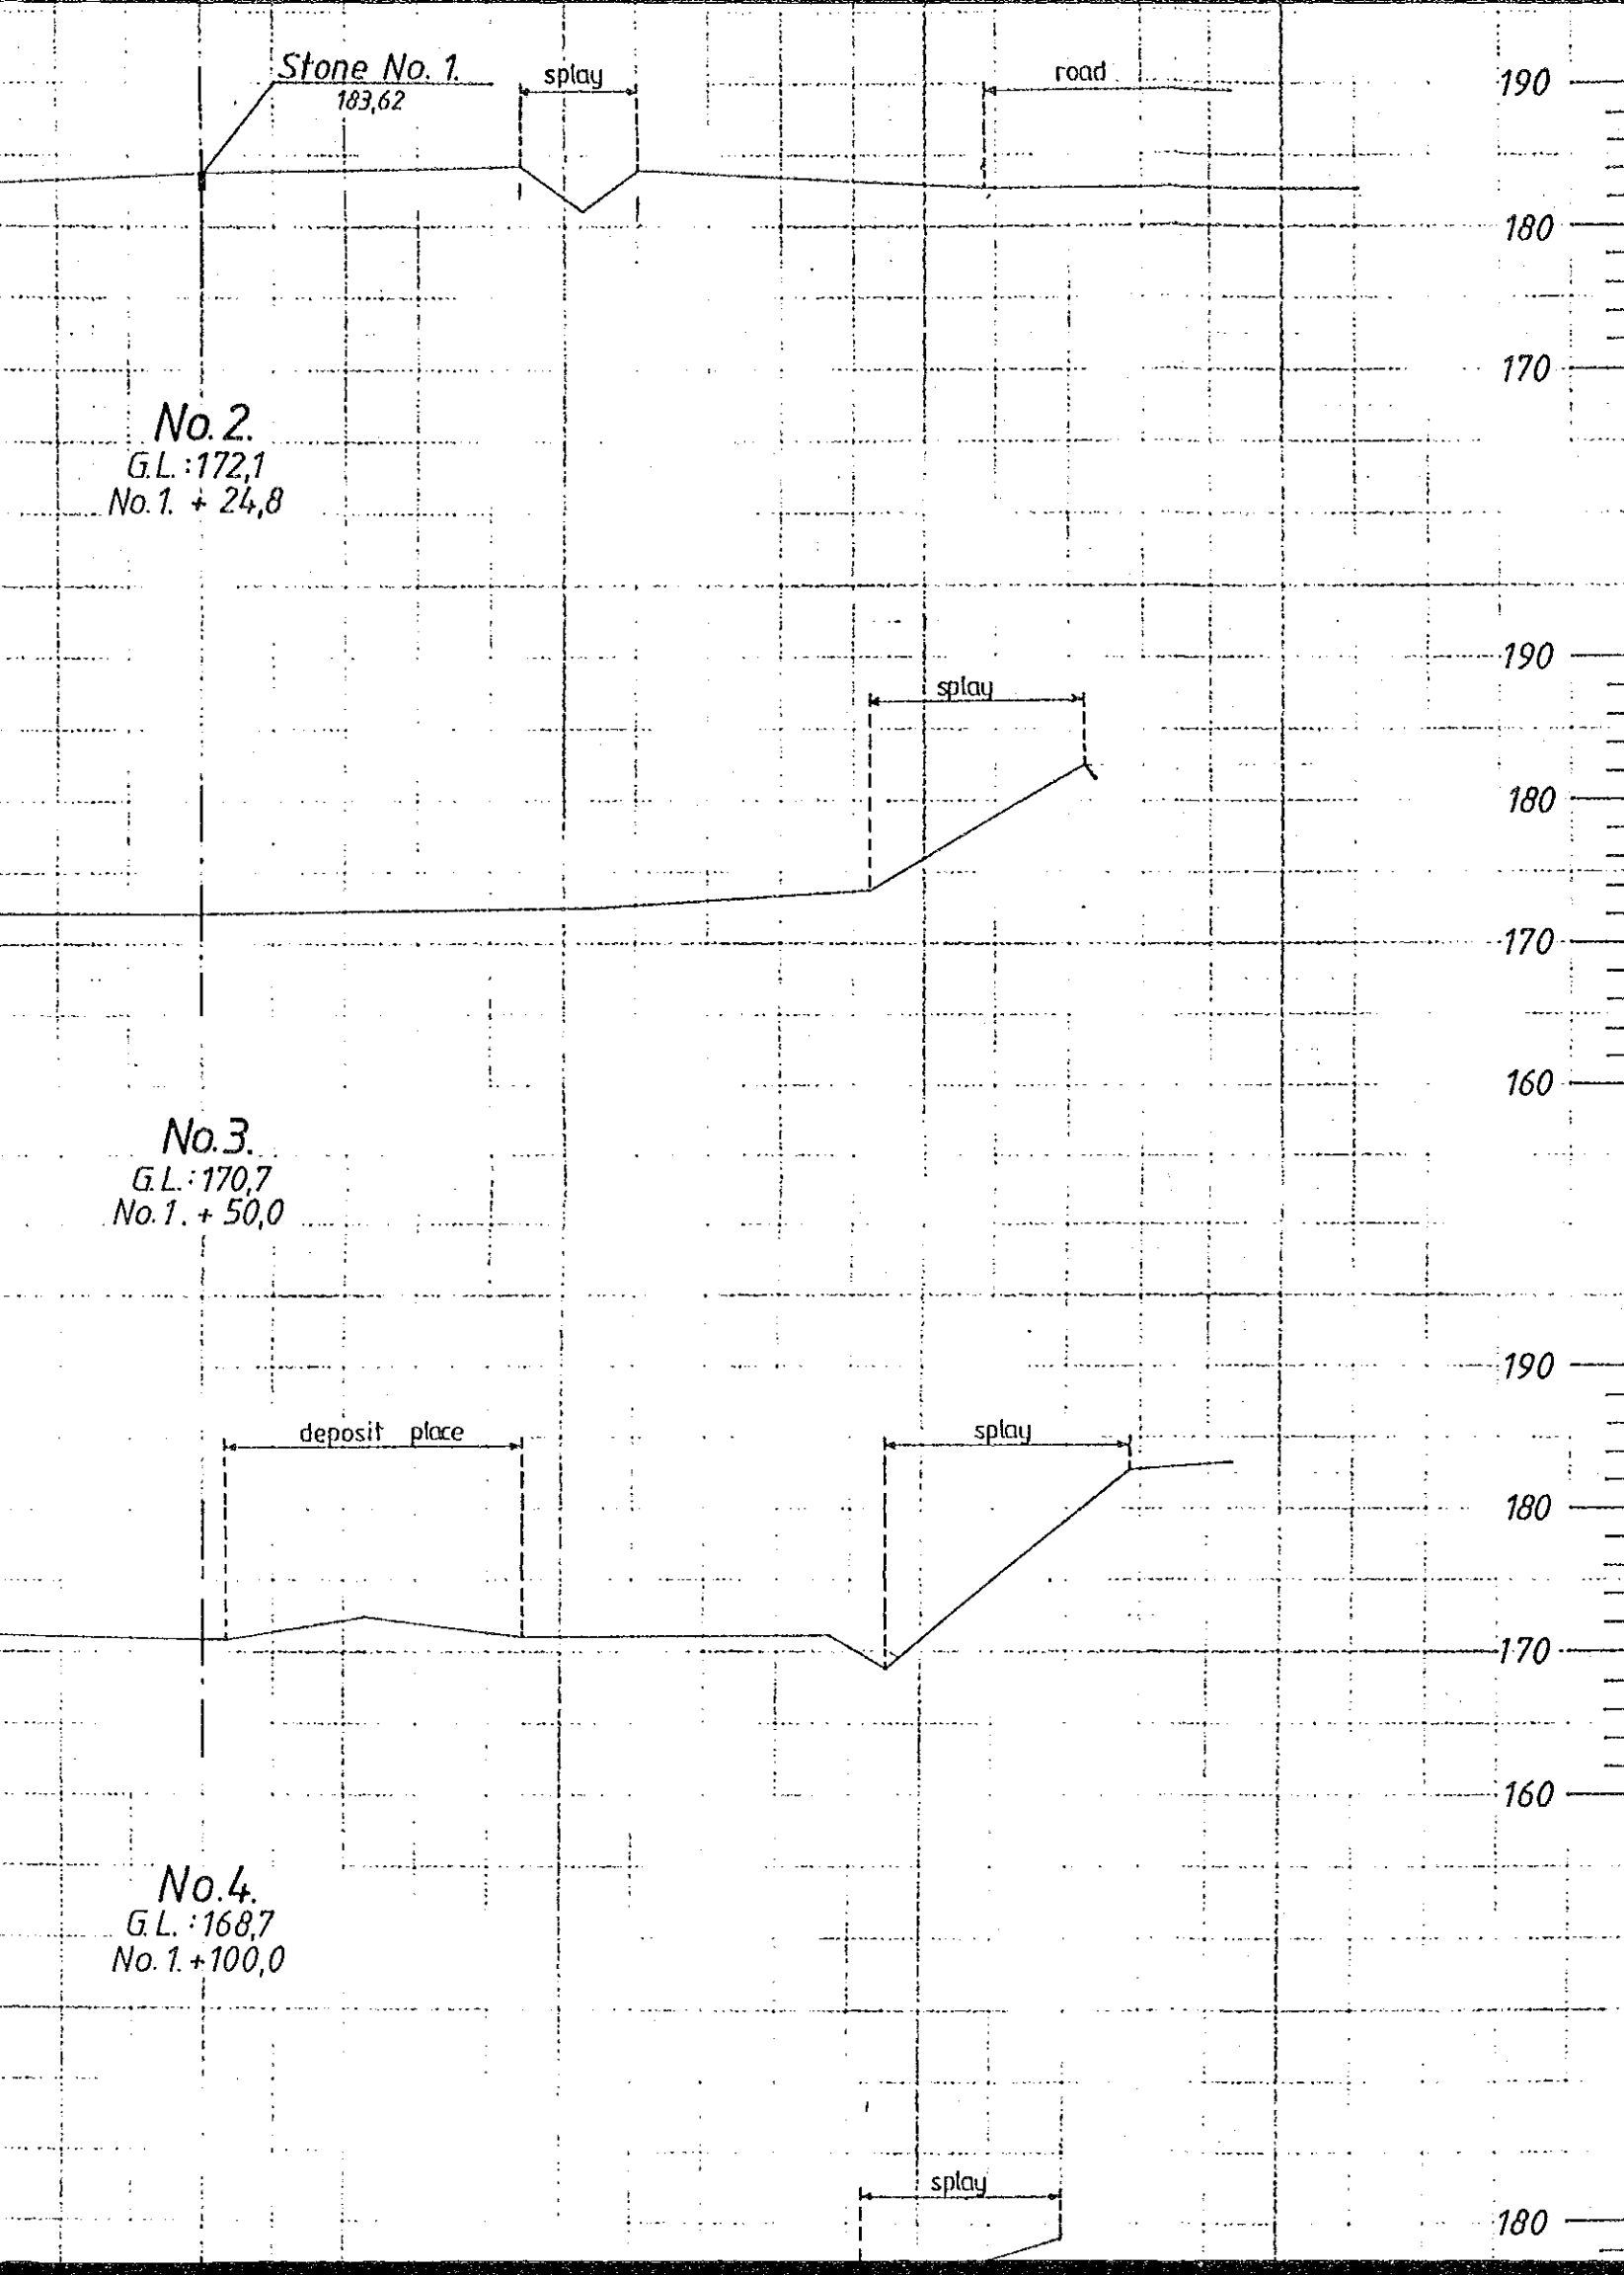 Stone No. 1.
183,62
splay
road
190
180
170
No. 2.
G.L.:172,1
No.1. + 24,8
190
splay
180
170
160
No.3.
G.L.:170,7
No.1. + 50,0
190
deposit place
splay
180
170
160
No.4.
G.L.:168,7
No. 1.+100,0
splay
180